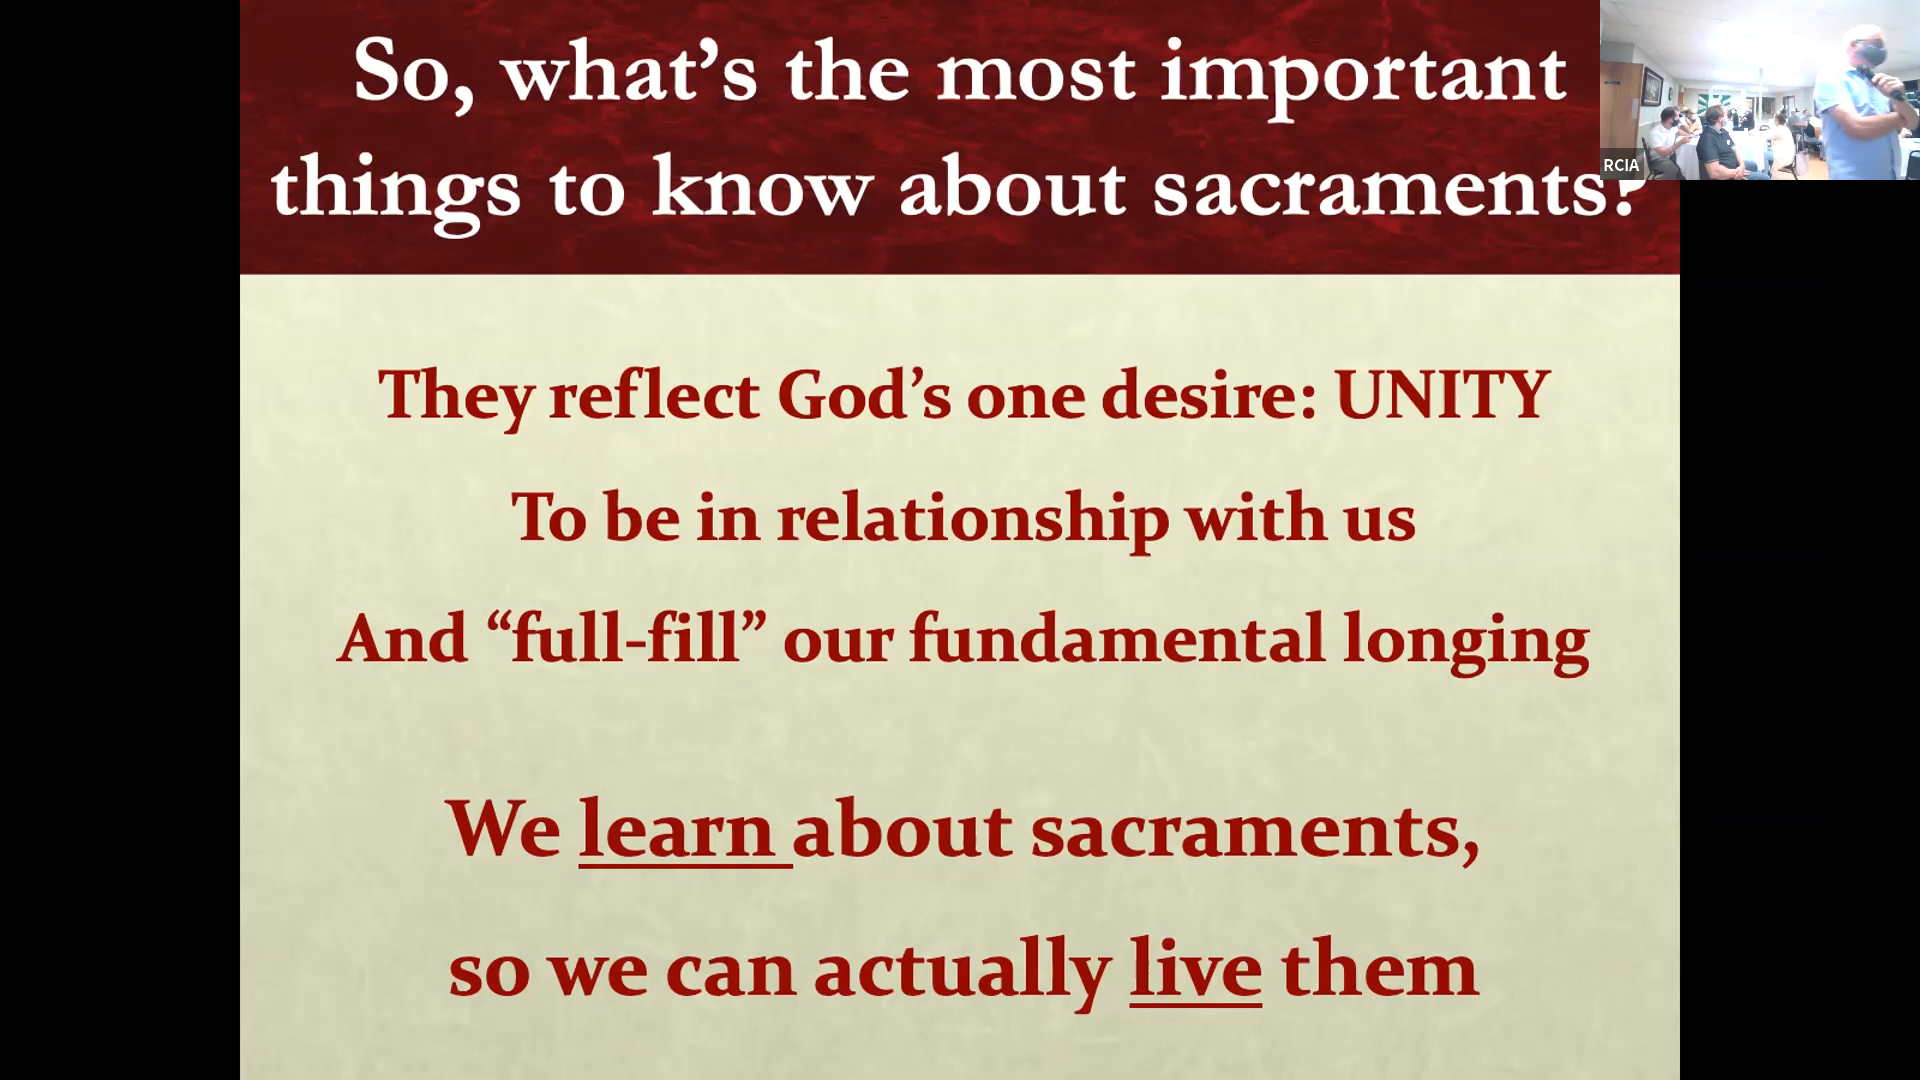 So, what’s the most important
things to know about sacraments?
RCIA
They reflect God’s one desire: UNITY
To be in relationship with us
And “full-fill” our fundamental longing
We learn about sacraments,
so we can actually live them